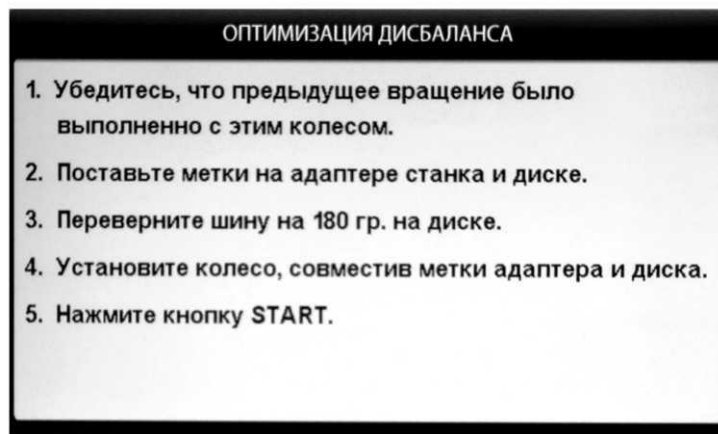 ОПТИМИЗАЦИЯ ДИСБАЛАНСА
1. Убедитесь, что предыдущее вращение было
выполненно с этим колесом.
2. Поставьте метки на адаптере станка и диске.
3. Переверните шину на 180 гр. на диске.
4. Установите колесо, совместив метки адаптера и диска.
5. Нажмите кнопку START.